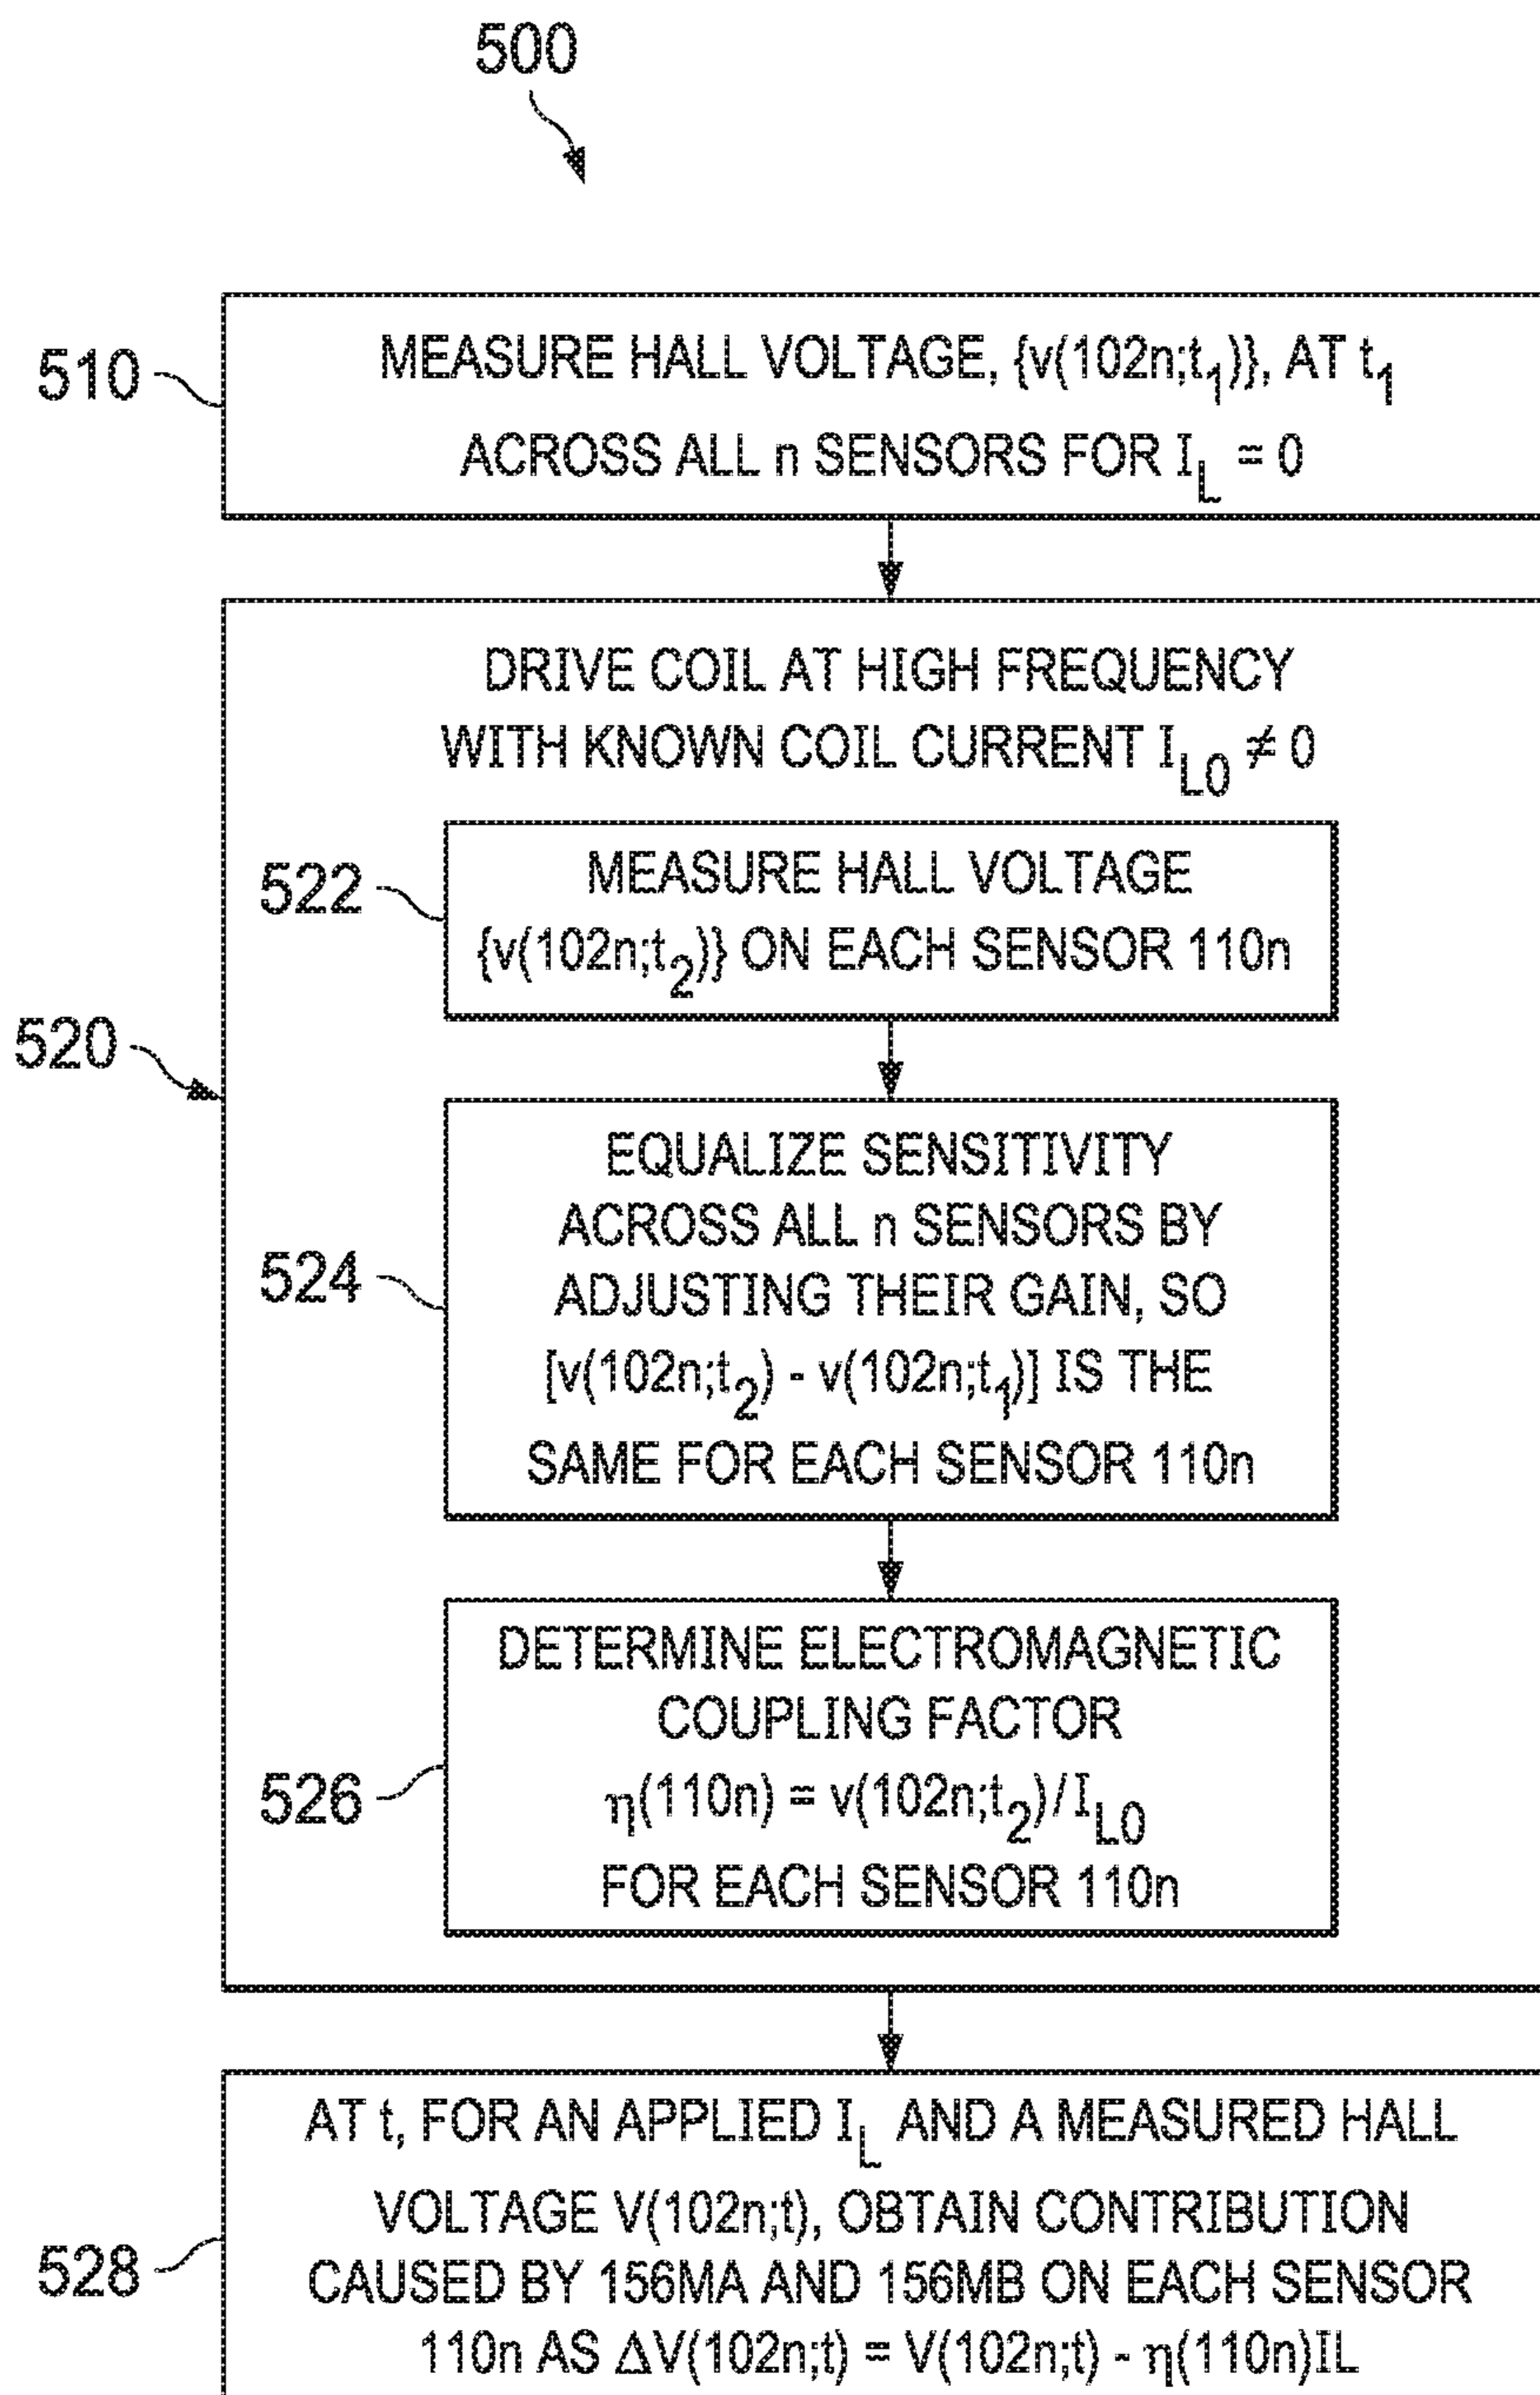 500
510
MEASURE HALL VOLTAGE, {v(102n;t₁)}, AT t₁
ACROSS ALL n SENSORS FOR I_L = 0
520
DRIVE COIL AT HIGH FREQUENCY
WITH KNOWN COIL CURRENT I_L0 ≠ 0
522
MEASURE HALL VOLTAGE
{v(102n;t₂)} ON EACH SENSOR 110n
524
EQUALIZE SENSITIVITY
ACROSS ALL n SENSORS BY
ADJUSTING THEIR GAIN, SO
[v(102n;t₂) - v(102n;t₁)] IS THE
SAME FOR EACH SENSOR 110n
526
DETERMINE ELECTROMAGNETIC
COUPLING FACTOR
η(110n) = v(102n;t₂)/I_L0
FOR EACH SENSOR 110n
528
AT t, FOR AN APPLIED I_L AND A MEASURED HALL
VOLTAGE V(102n;t), OBTAIN CONTRIBUTION
CAUSED BY 156MA AND 156MB ON EACH SENSOR
110n AS ΔV(102n;t) = V(102n;t) - η(110n)IL